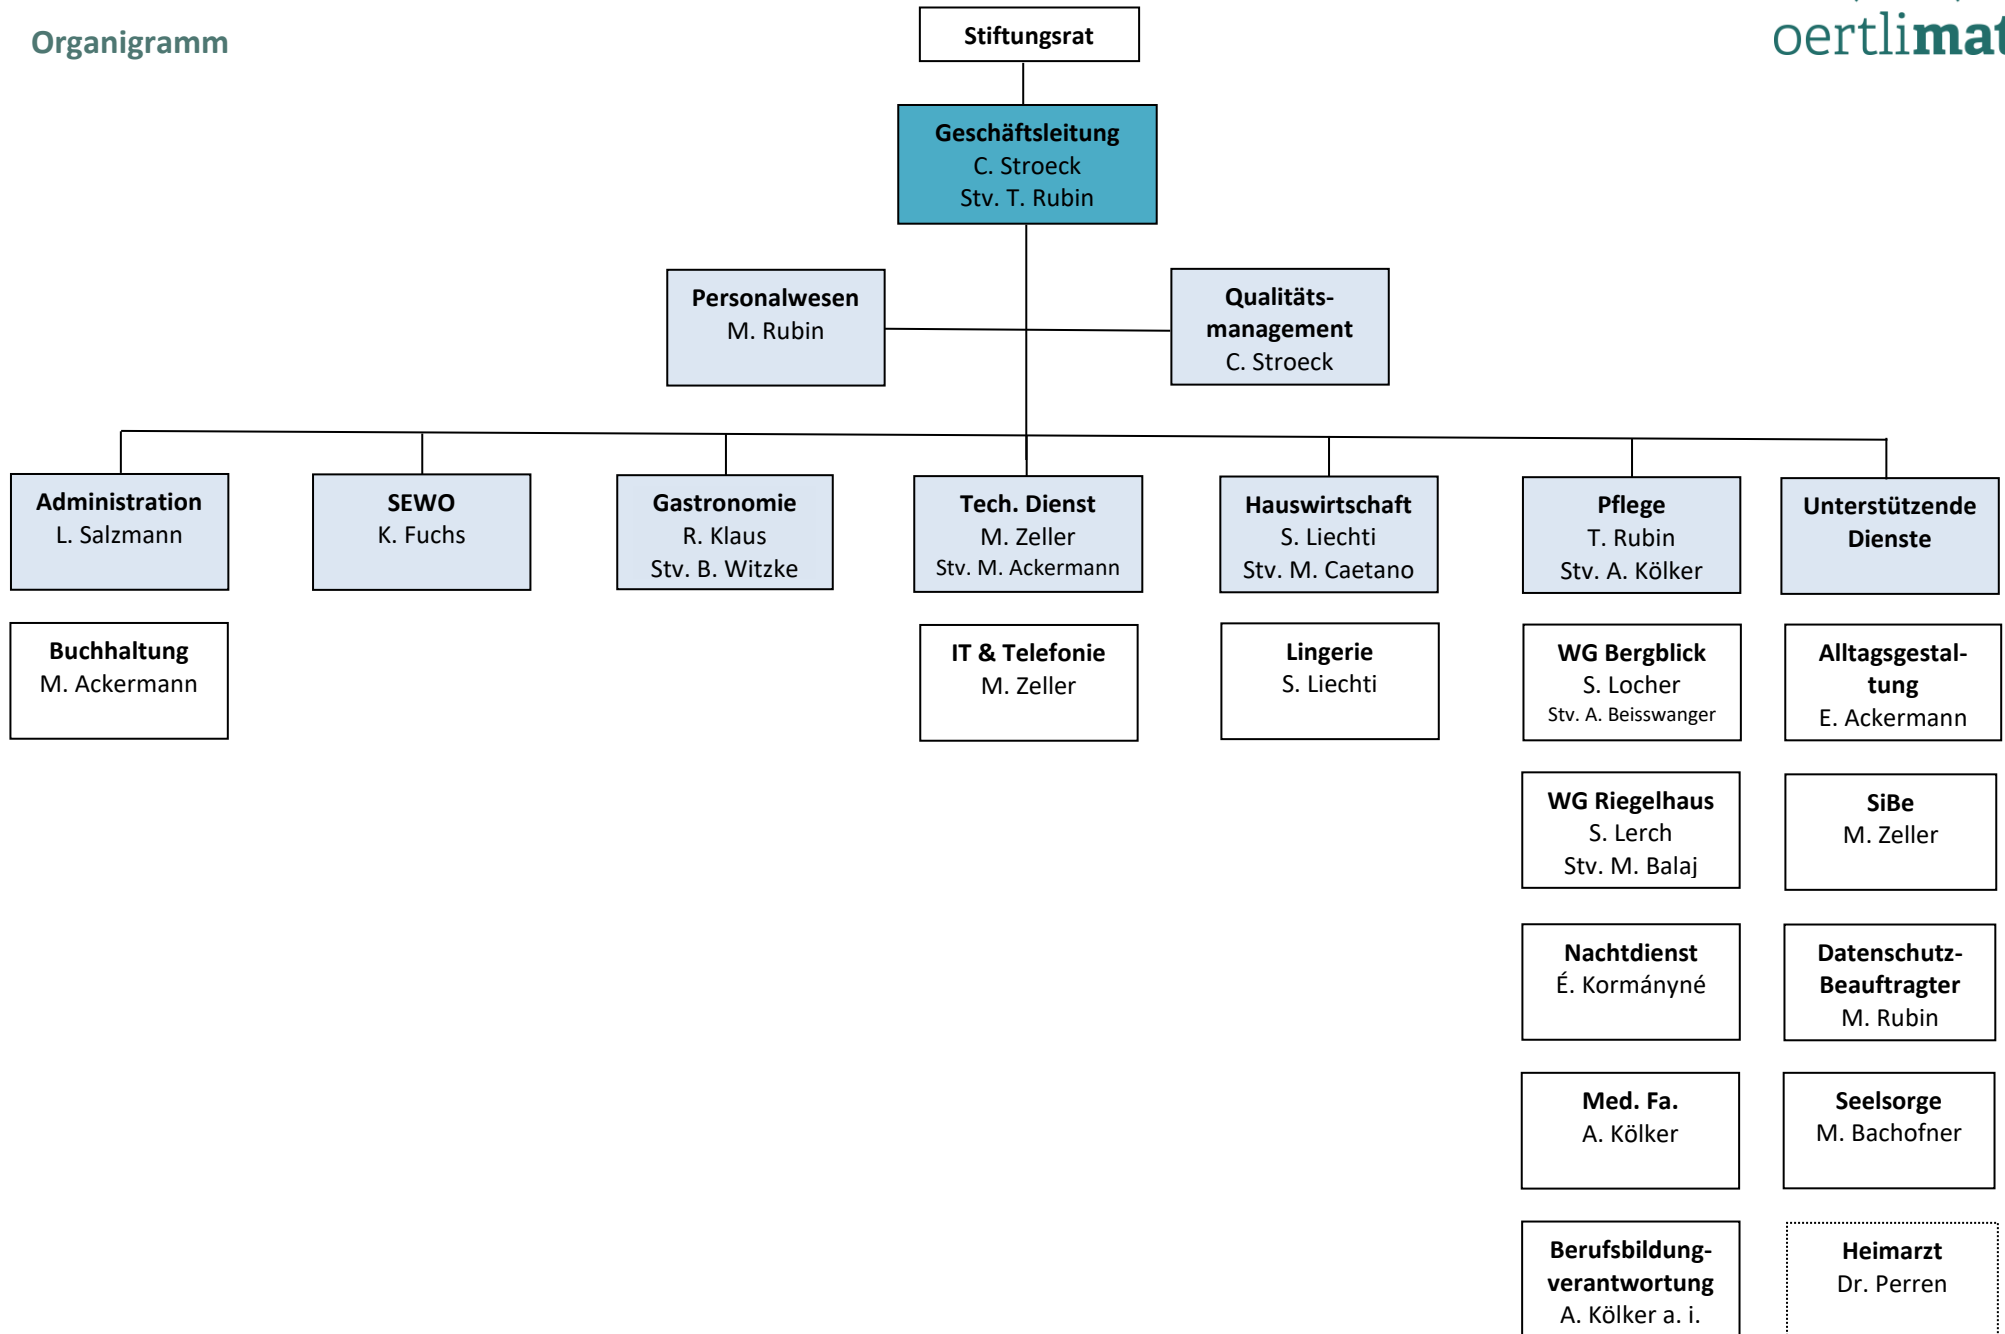 Organigramm
Stiftungsrat
Geschäftsleitung
C. Stroeck
Stv. T. Rubin
Personalwesen
M. Rubin
Qualitäts-
management
C. Stroeck
Administration
L. Salzmann
SEWO
K. Fuchs
Gastronomie
R. Klaus
Stv. B. Witzke
Tech. Dienst
M. Zeller
Stv. M. Ackermann
Hauswirtschaft
S. Liechti
Stv. M. Caetano
Pflege
T. Rubin
Stv. A. Kölker
Unterstützende
Dienste
Buchhaltung
M. Ackermann
IT & Telefonie
M. Zeller
Lingerie
S. Liechti
WG Bergblick
S. Locher
Stv. A. Beisswanger
Alltagsgestal-
tung
E. Ackermann
WG Riegelhaus
S. Lerch
Stv. M. Balaj
SiBe
M. Zeller
Nachtdienst
É. Kormányné
Datenschutz-
Beauftragter
M. Rubin
Med. Fa.
A. Kölker
Seelsorge
M. Bachofner
Berufsbildung-
verantwortung
A. Kölker a. i.
Heimarzt
Dr. Perren